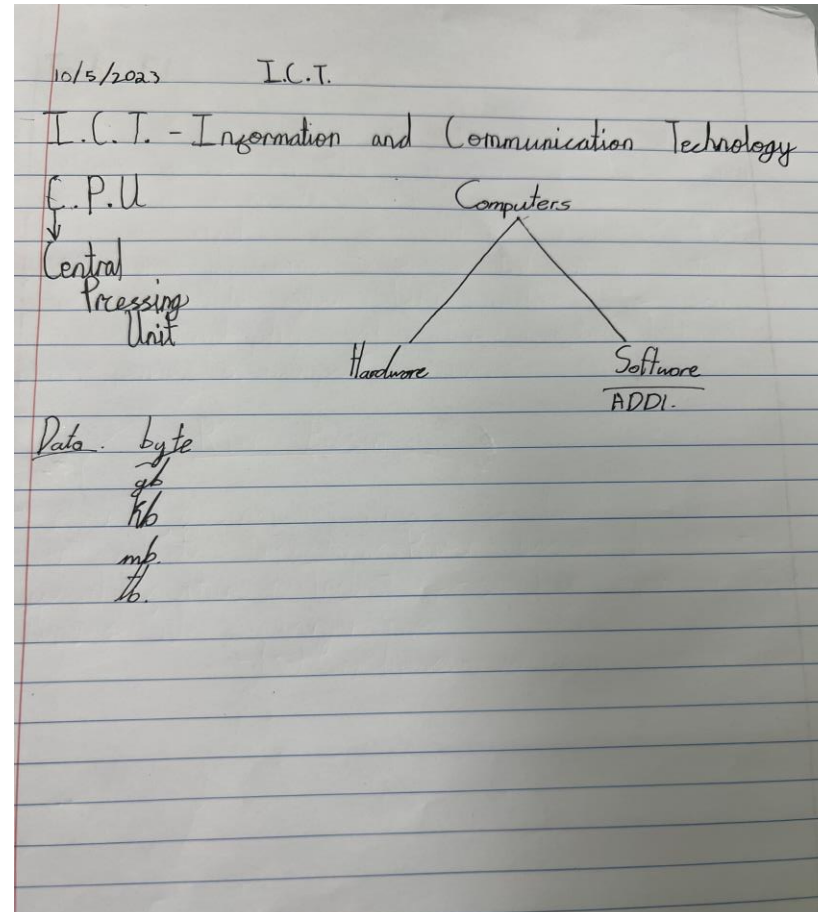 10/5/2023 I.C.T.
I.C.T. - Information and Communication Technology
C.P.U
Computers
Central
Prcessing
Unit
Hardware Software
ADDI.
Data. byte
gb
kb
mb.
tb.